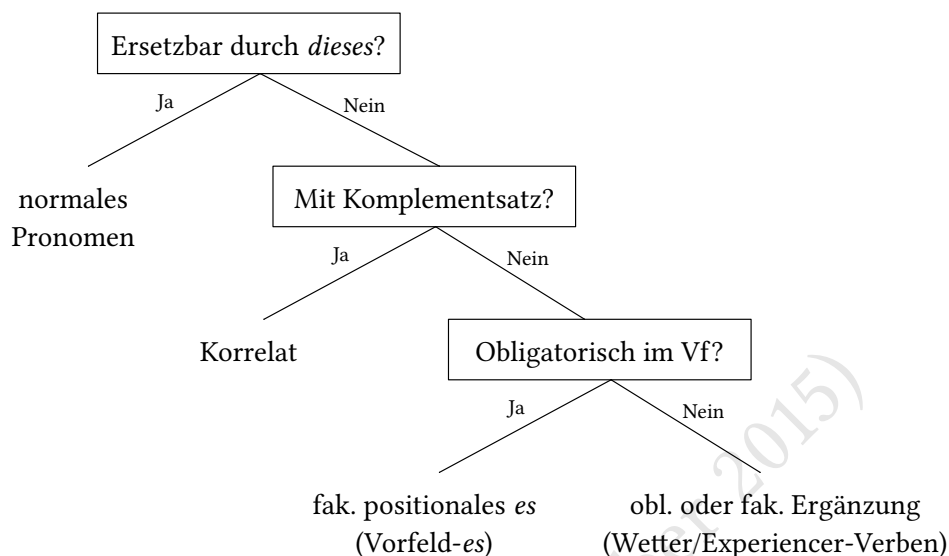 Ersetzbar durch dieses?
Ja
Nein
normales
Pronomen
Mit Komplementsatz?
Ja
Nein
Korrelat
Obligatorisch im Vf?
Ja
Nein
fak. positionales es
(Vorfeld-es)
obl. oder fak. Ergänzung
(Wetter/Experiencer-Verben)
2015)